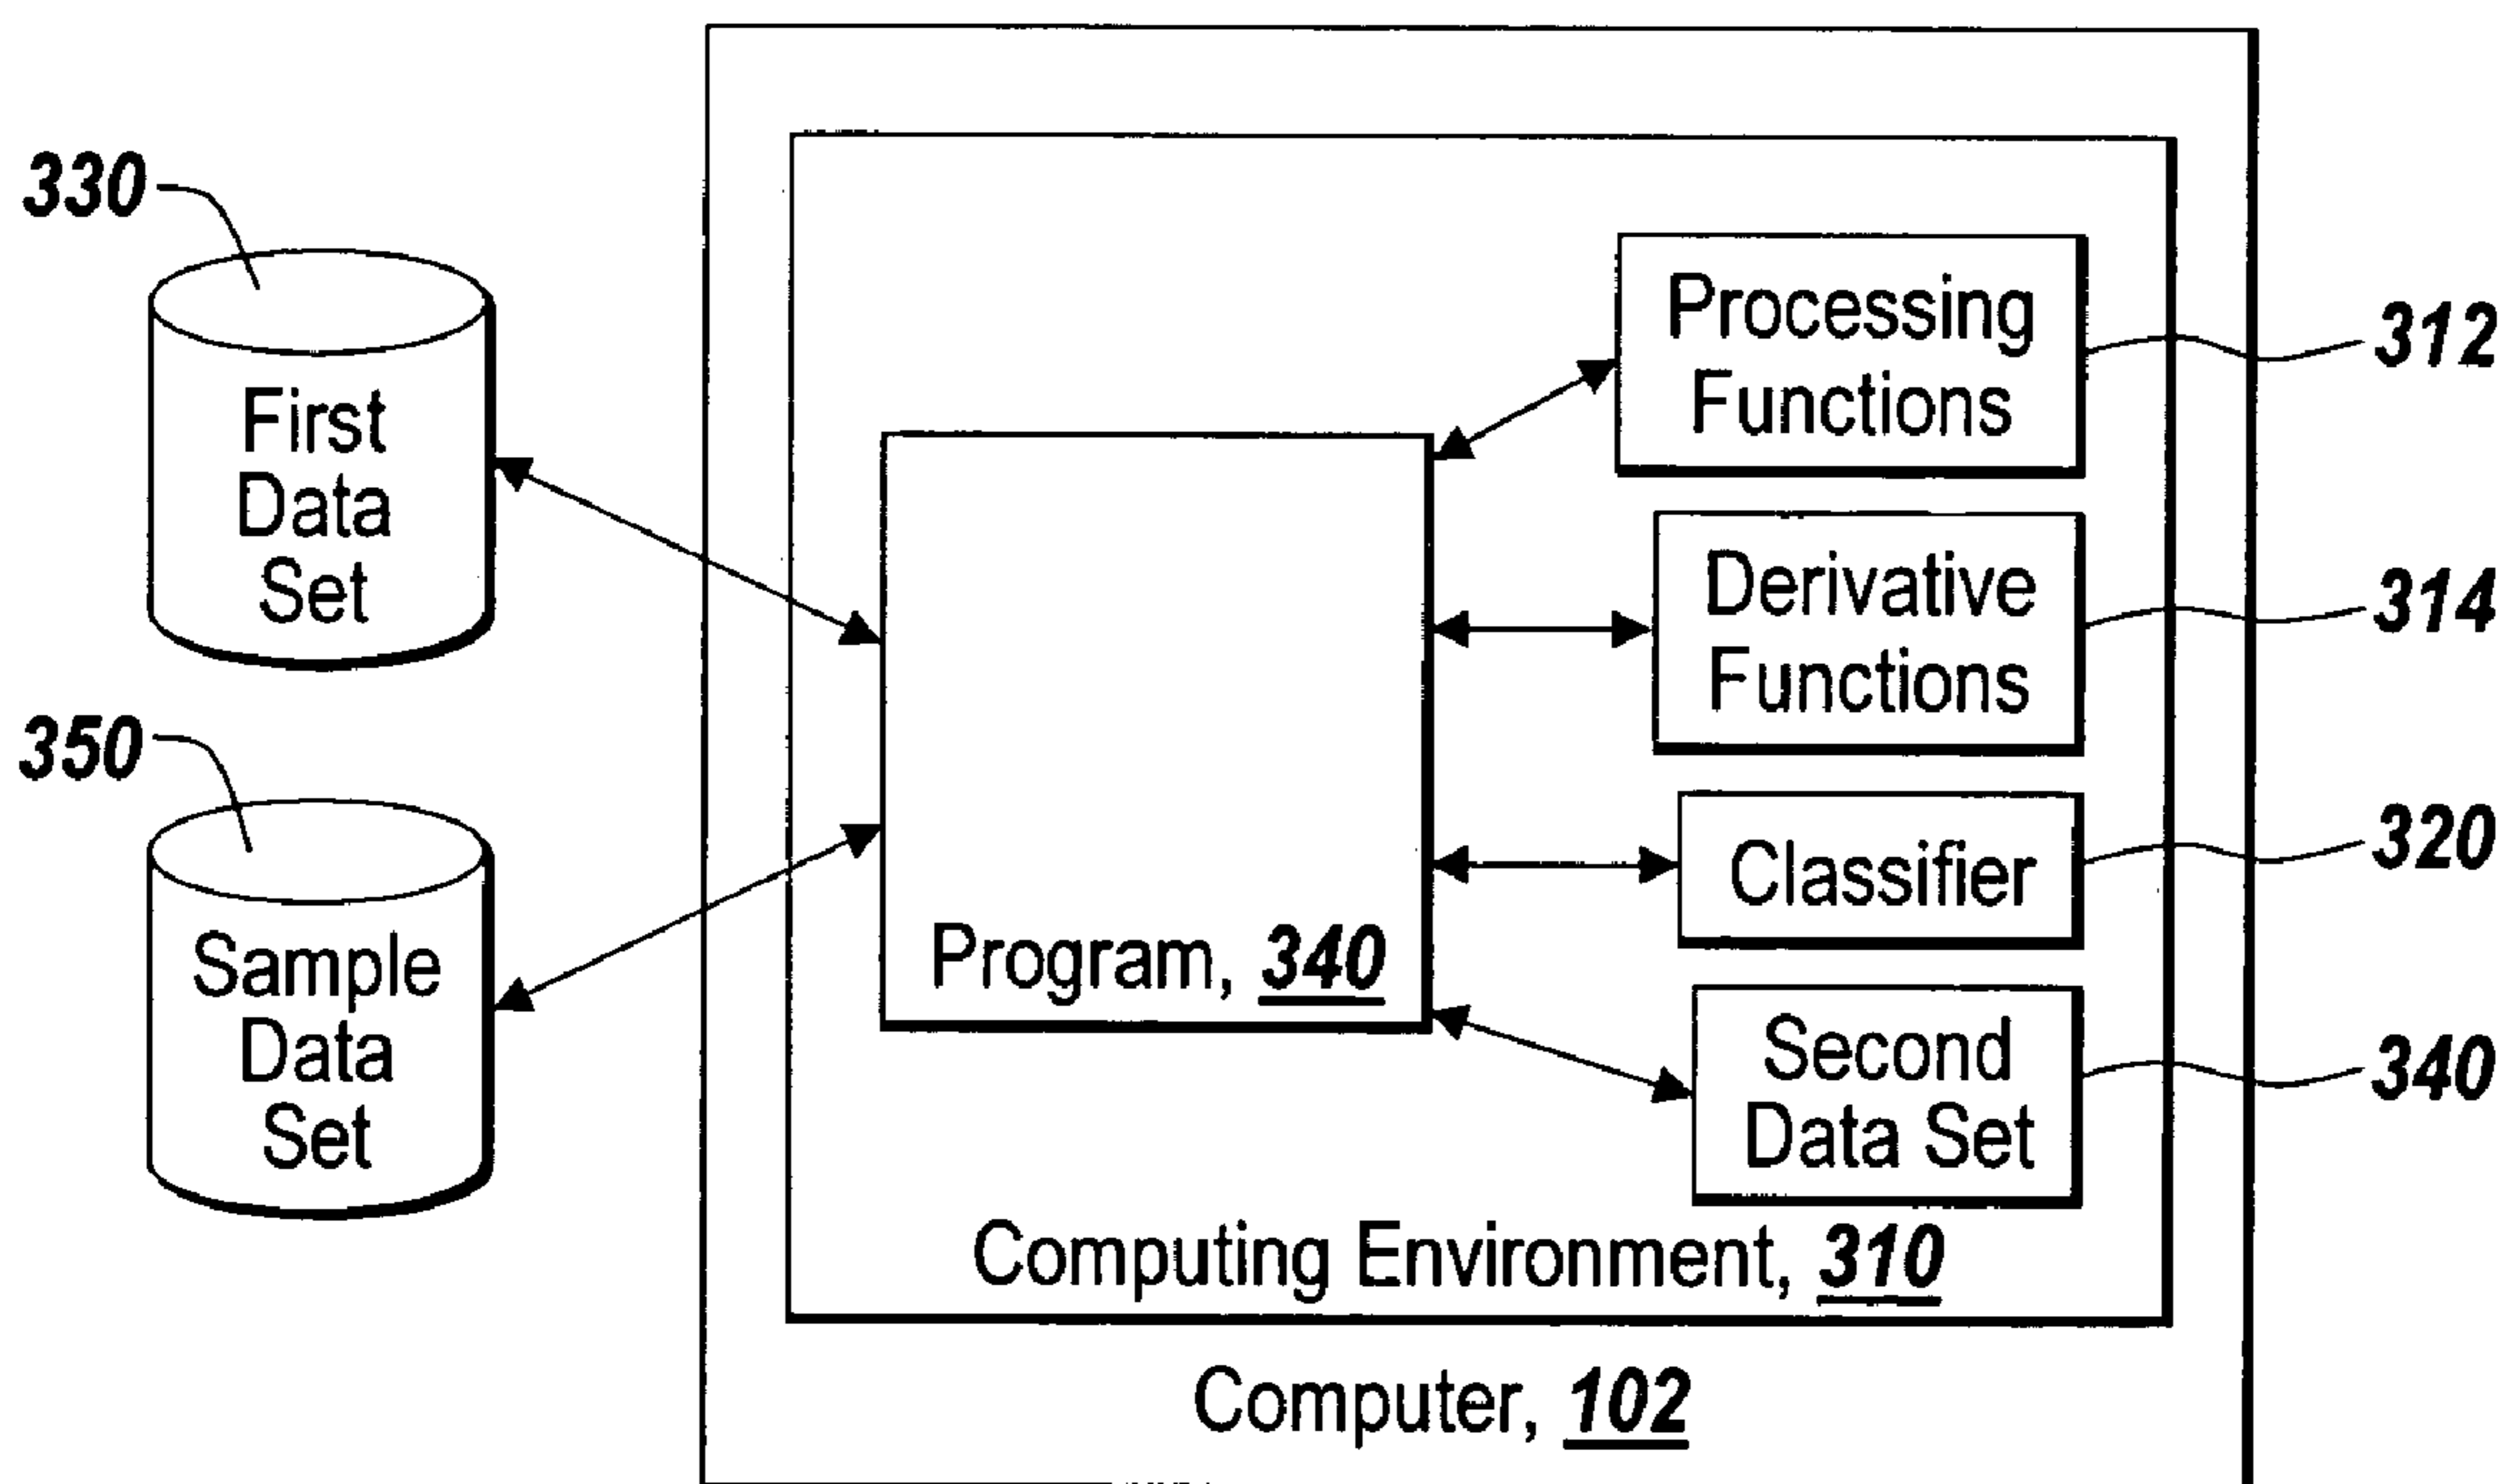 330
First
Data
Set
350
Sample
Data
Set
Processing
Functions
312
Derivative
Functions
314
Classifier
320
Program, 340
Second
Data Set
340
Computing Environment, 310
Computer, 102